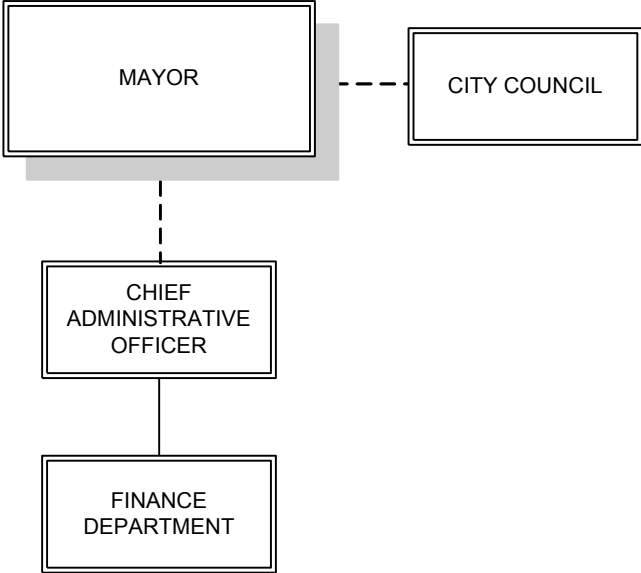 MAYOR
CITY COUNCIL
CHIEF
ADMINISTRATIVE
OFFICER
FINANCE
DEPARTMENT